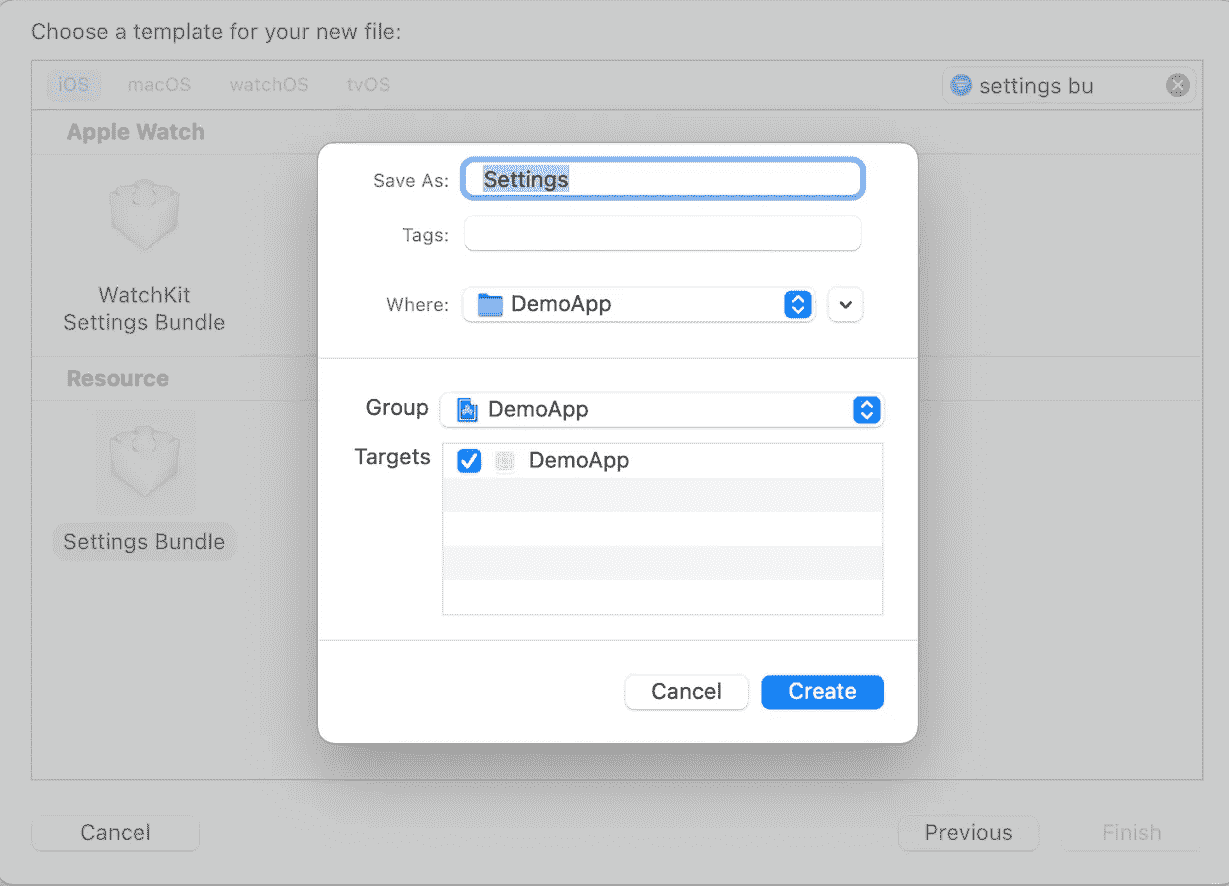 Choose a template for your new file:
iOS macOS watchOS tvOS settings bu
Apple Watch
WatchKit
Settings Bundle
Resource
Settings Bundle
Save As: Settings
Tags:
Where: DemoApp
Group DemoApp
Targets DemoApp
Cancel Create
Cancel Previous Finish